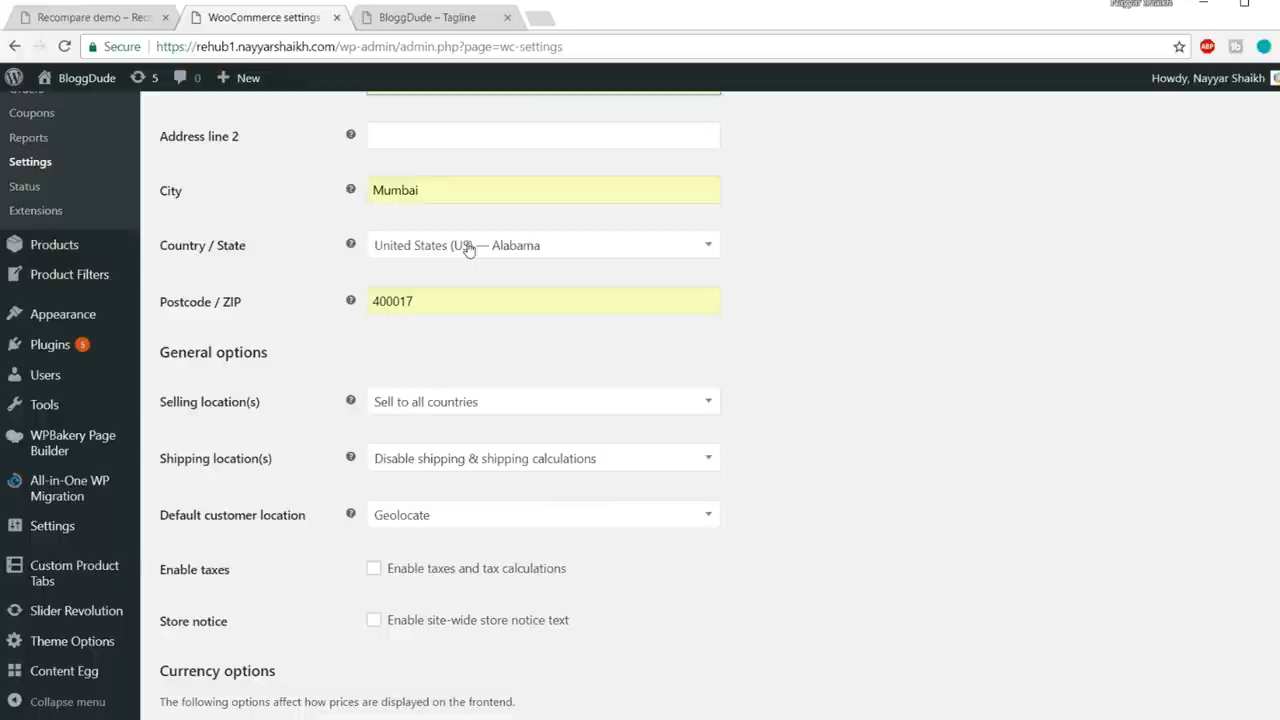 Nayyar Shaikh
Recompare demo – Rec
WooCommerce settings
BloggDude – Tagline
Secure
https://rehub1.nayyarshaikh.com/wp-admin/admin.php?page=wc-settings
ABP
BloggDude
5
0
New
Howdy, Nayyar Shaikh
Orders
Coupons
Reports
Settings
Status
Extensions
Products
Product Filters
Appearance
Plugins 5
Users
Tools
WPBakery Page
Builder
All-in-One WP
Migration
Settings
Custom Product
Tabs
Slider Revolution
Theme Options
Content Egg
Collapse menu
Address line 2
City
Mumbai
Country / State
United States (US) — Alabama
Postcode / ZIP
400017
General options
Selling location(s)
Sell to all countries
Shipping location(s)
Disable shipping & shipping calculations
Default customer location
Geolocate
Enable taxes
Enable taxes and tax calculations
Store notice
Enable site-wide store notice text
Currency options
The following options affect how prices are displayed on the frontend.